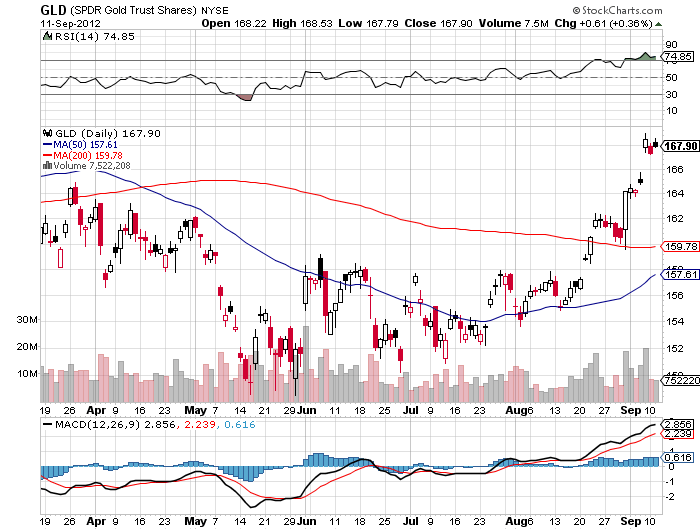 GLD (SPDR Gold Trust Shares) NYSE
© StockCharts.com
11-Sep-2012
Open 168.22 High 168.53 Low 167.79 Close 167.90 Volume 7.5M Chg +0.61 (+0.36%)
RSI(14) 74.85
90
74.85
50
30
10
GLD (Daily) 167.90
MA(50) 157.61
MA(200) 159.78
Volume 7,522,208
167.90
166
164
162
159.78
158
157.61
156
154
152
150
30M
20M
10M
7522208
19 26 Apr 9 16 23 May 7 14 21 29 Jun 11 18 25 Jul 9 16 23 Aug 6 13 20 27 Sep 10
MACD(12,26,9) 2.856, 2.239, 0.616
2.856
2.239
0.616
4
3
2
1
0
-1
-2
19 26 Apr 9 16 23 May 7 14 21 29 Jun 11 18 25 Jul 9 16 23 Aug 6 13 20 27 Sep 10